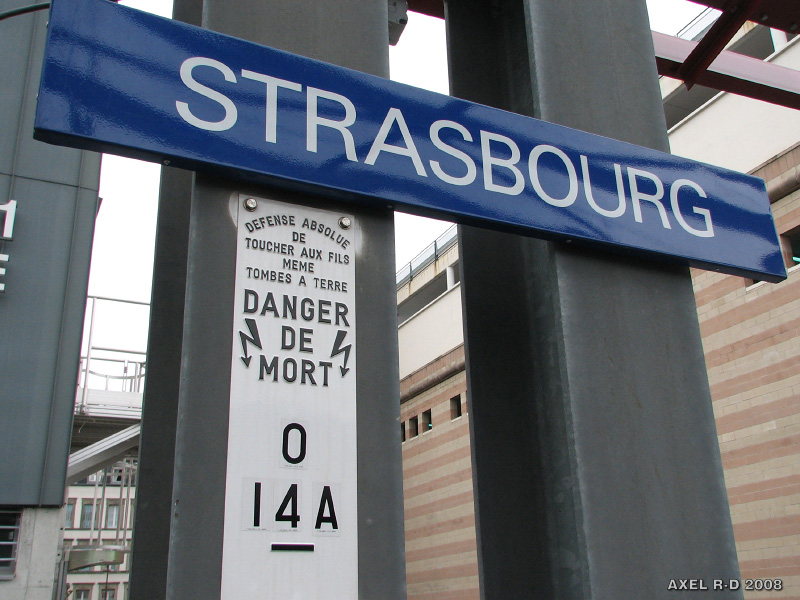 STRASBOURG
DEFENSE ABSOLUE
DE
TOUCHER AUX FILS
MEME
TOMBES A TERRE
DANGER
DE
MORT
0
14A
AXEL R-D 2008